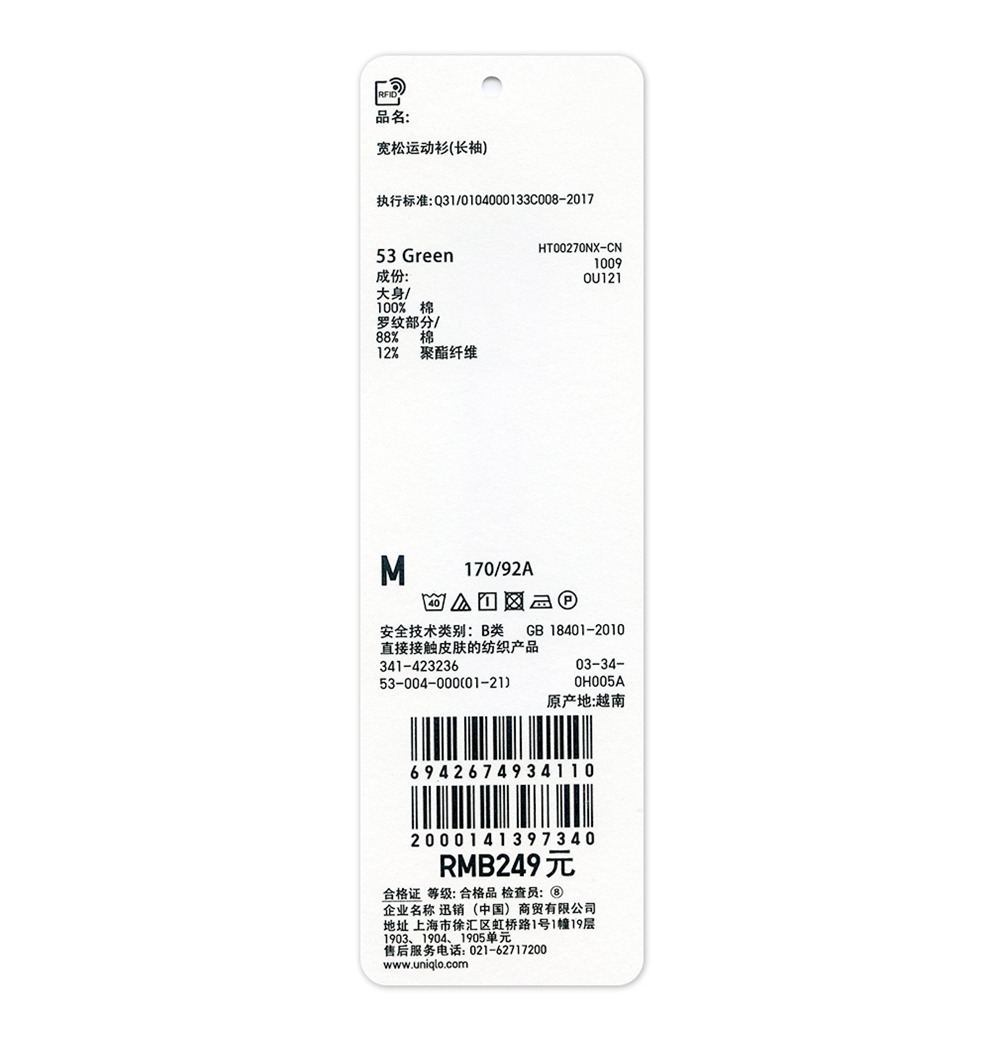 RFID
品名:
宽松运动衫(长袖)
执行标准:Q31/0104000133C008-2017
53 Green
HT00270NX-CN
1009
OU121
成份:
大身/
100% 棉
罗纹部分/
88% 棉
12% 聚酯纤维
M 170/92A
40 P
安全技术类别: B类 GB 18401-2010
直接接触皮肤的纺织产品
341-423236 03-34-
53-004-000(01-21) 0H005A
原产地:越南
6942674934110
2000141397340
RMB249元
合格证 等级: 合格品 检查员: ⑧
企业名称 迅销（中国）商贸有限公司
地址 上海市徐汇区虹桥路1号1幢19层
1903、1904、1905单元
售后服务电话: 021-62717200
www.uniqlo.com